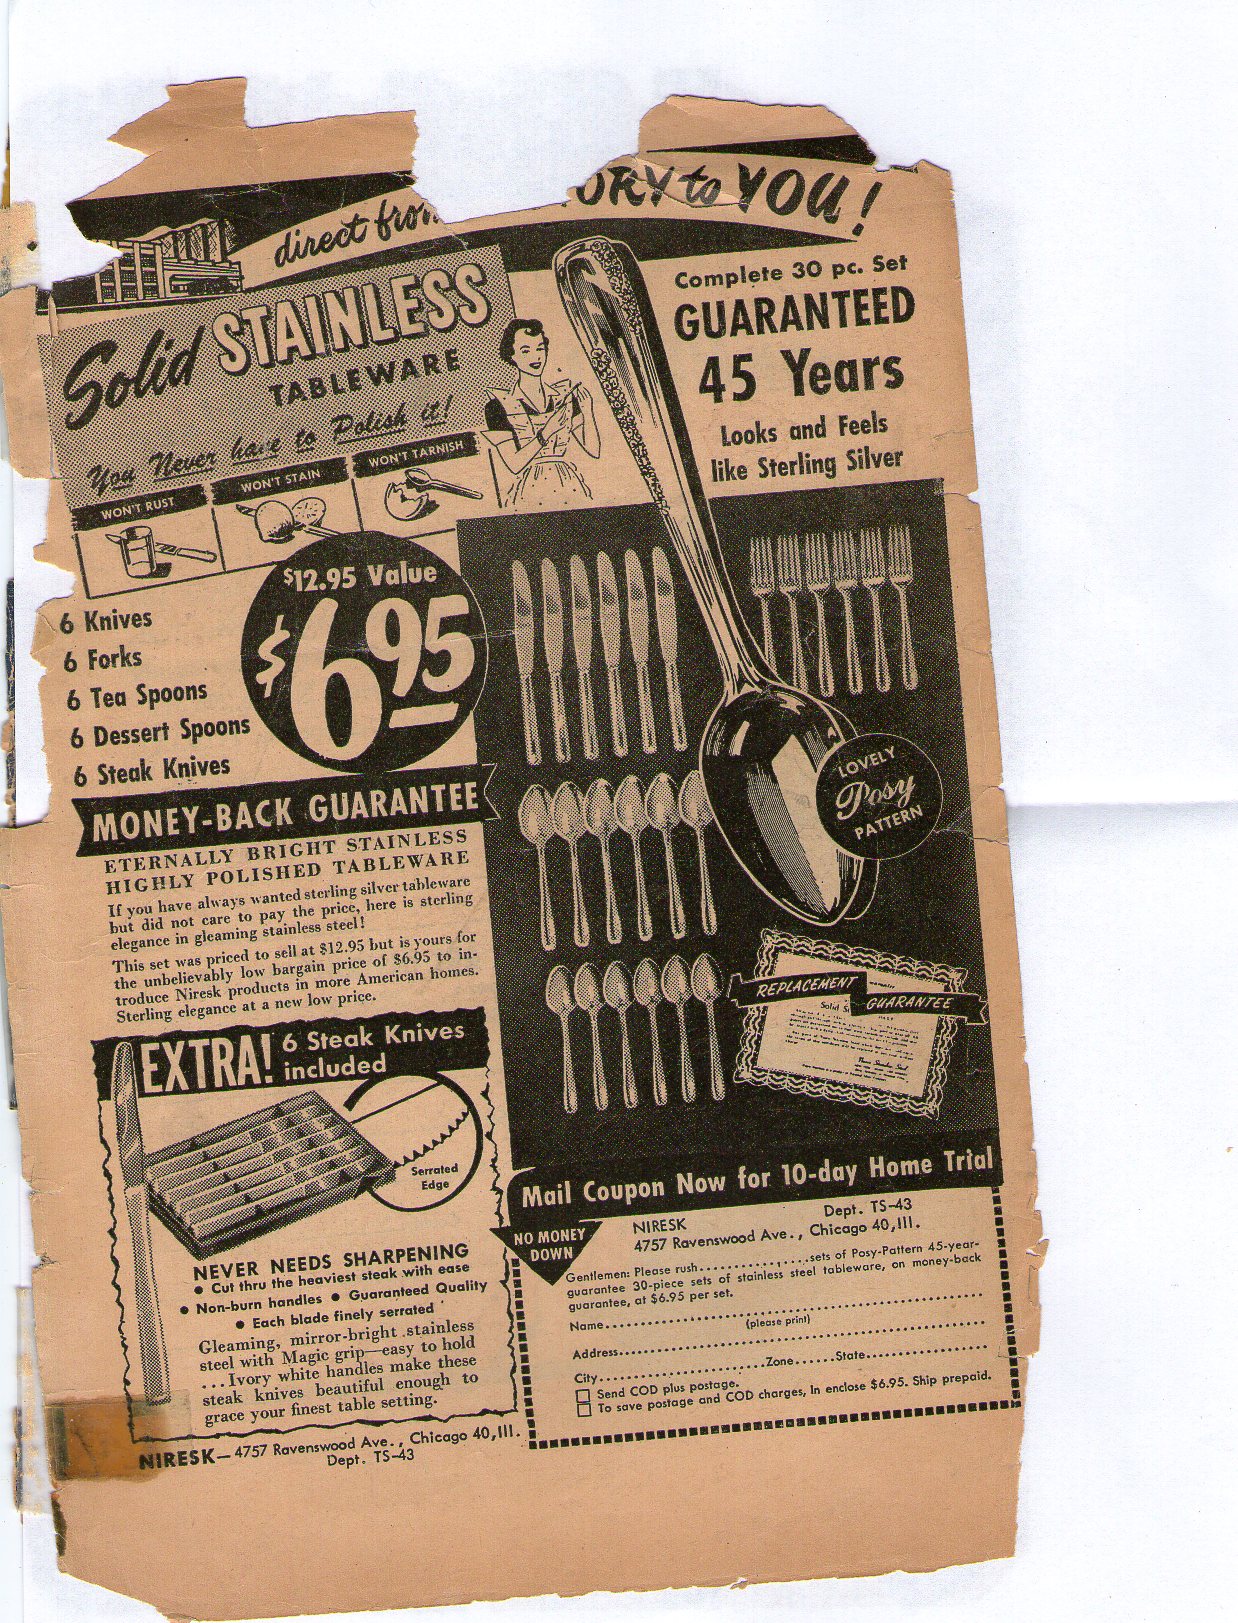 direct from
ORY to YOU!
Solid STAINLESS
TABLEWARE
You Never have to Polish it!
WON'T RUST
WON'T STAIN
WON'T TARNISH
Complete 30 pc. Set
GUARANTEED
45 Years
Looks and Feels
like Sterling Silver
$12.95 Value
$6.95
6 Knives
6 Forks
6 Tea Spoons
6 Dessert Spoons
6 Steak Knives
LOVELY
Posy
PATTERN
MONEY-BACK GUARANTEE
ETERNALLY BRIGHT STAINLESS
HIGHLY POLISHED TABLEWARE
If you have always wanted sterling silver tableware
but did not care to pay the price, here is sterling
elegance in gleaming stainless steel!
This set was priced to sell at $12.95 but is yours for
the unbelievably low bargain price of $6.95 to in-
troduce Niresk products in more American homes.
Sterling elegance at a new low price.
REPLACEMENT
GUARANTEE
EXTRA! 6 Steak Knives
included
Serrated
Edge
NEVER NEEDS SHARPENING
• Cut thru the heaviest steak with ease
• Non-burn handles • Guaranteed Quality
• Each blade finely serrated
Gleaming, mirror-bright stainless
steel with Magic grip—easy to hold
... Ivory white handles make these
steak knives beautiful enough to
grace your finest table setting.
NIRESK—4757 Ravenswood Ave., Chicago 40, Ill.
Dept. TS-43
Mail Coupon Now for 10-day Home Trial
NO MONEY
DOWN
NIRESK Dept. TS-43
4757 Ravenswood Ave., Chicago 40, Ill.
Gentlemen: Please rush..............sets of Posy-Pattern 45-year-
guarantee 30-piece sets of stainless steel tableware, on money-back
guarantee, at $6.95 per set.
Name..............................
(please print)
Address..............................
City....................Zone......State..............
Send COD plus postage.
To save postage and COD charges, In enclose $6.95. Ship prepaid.